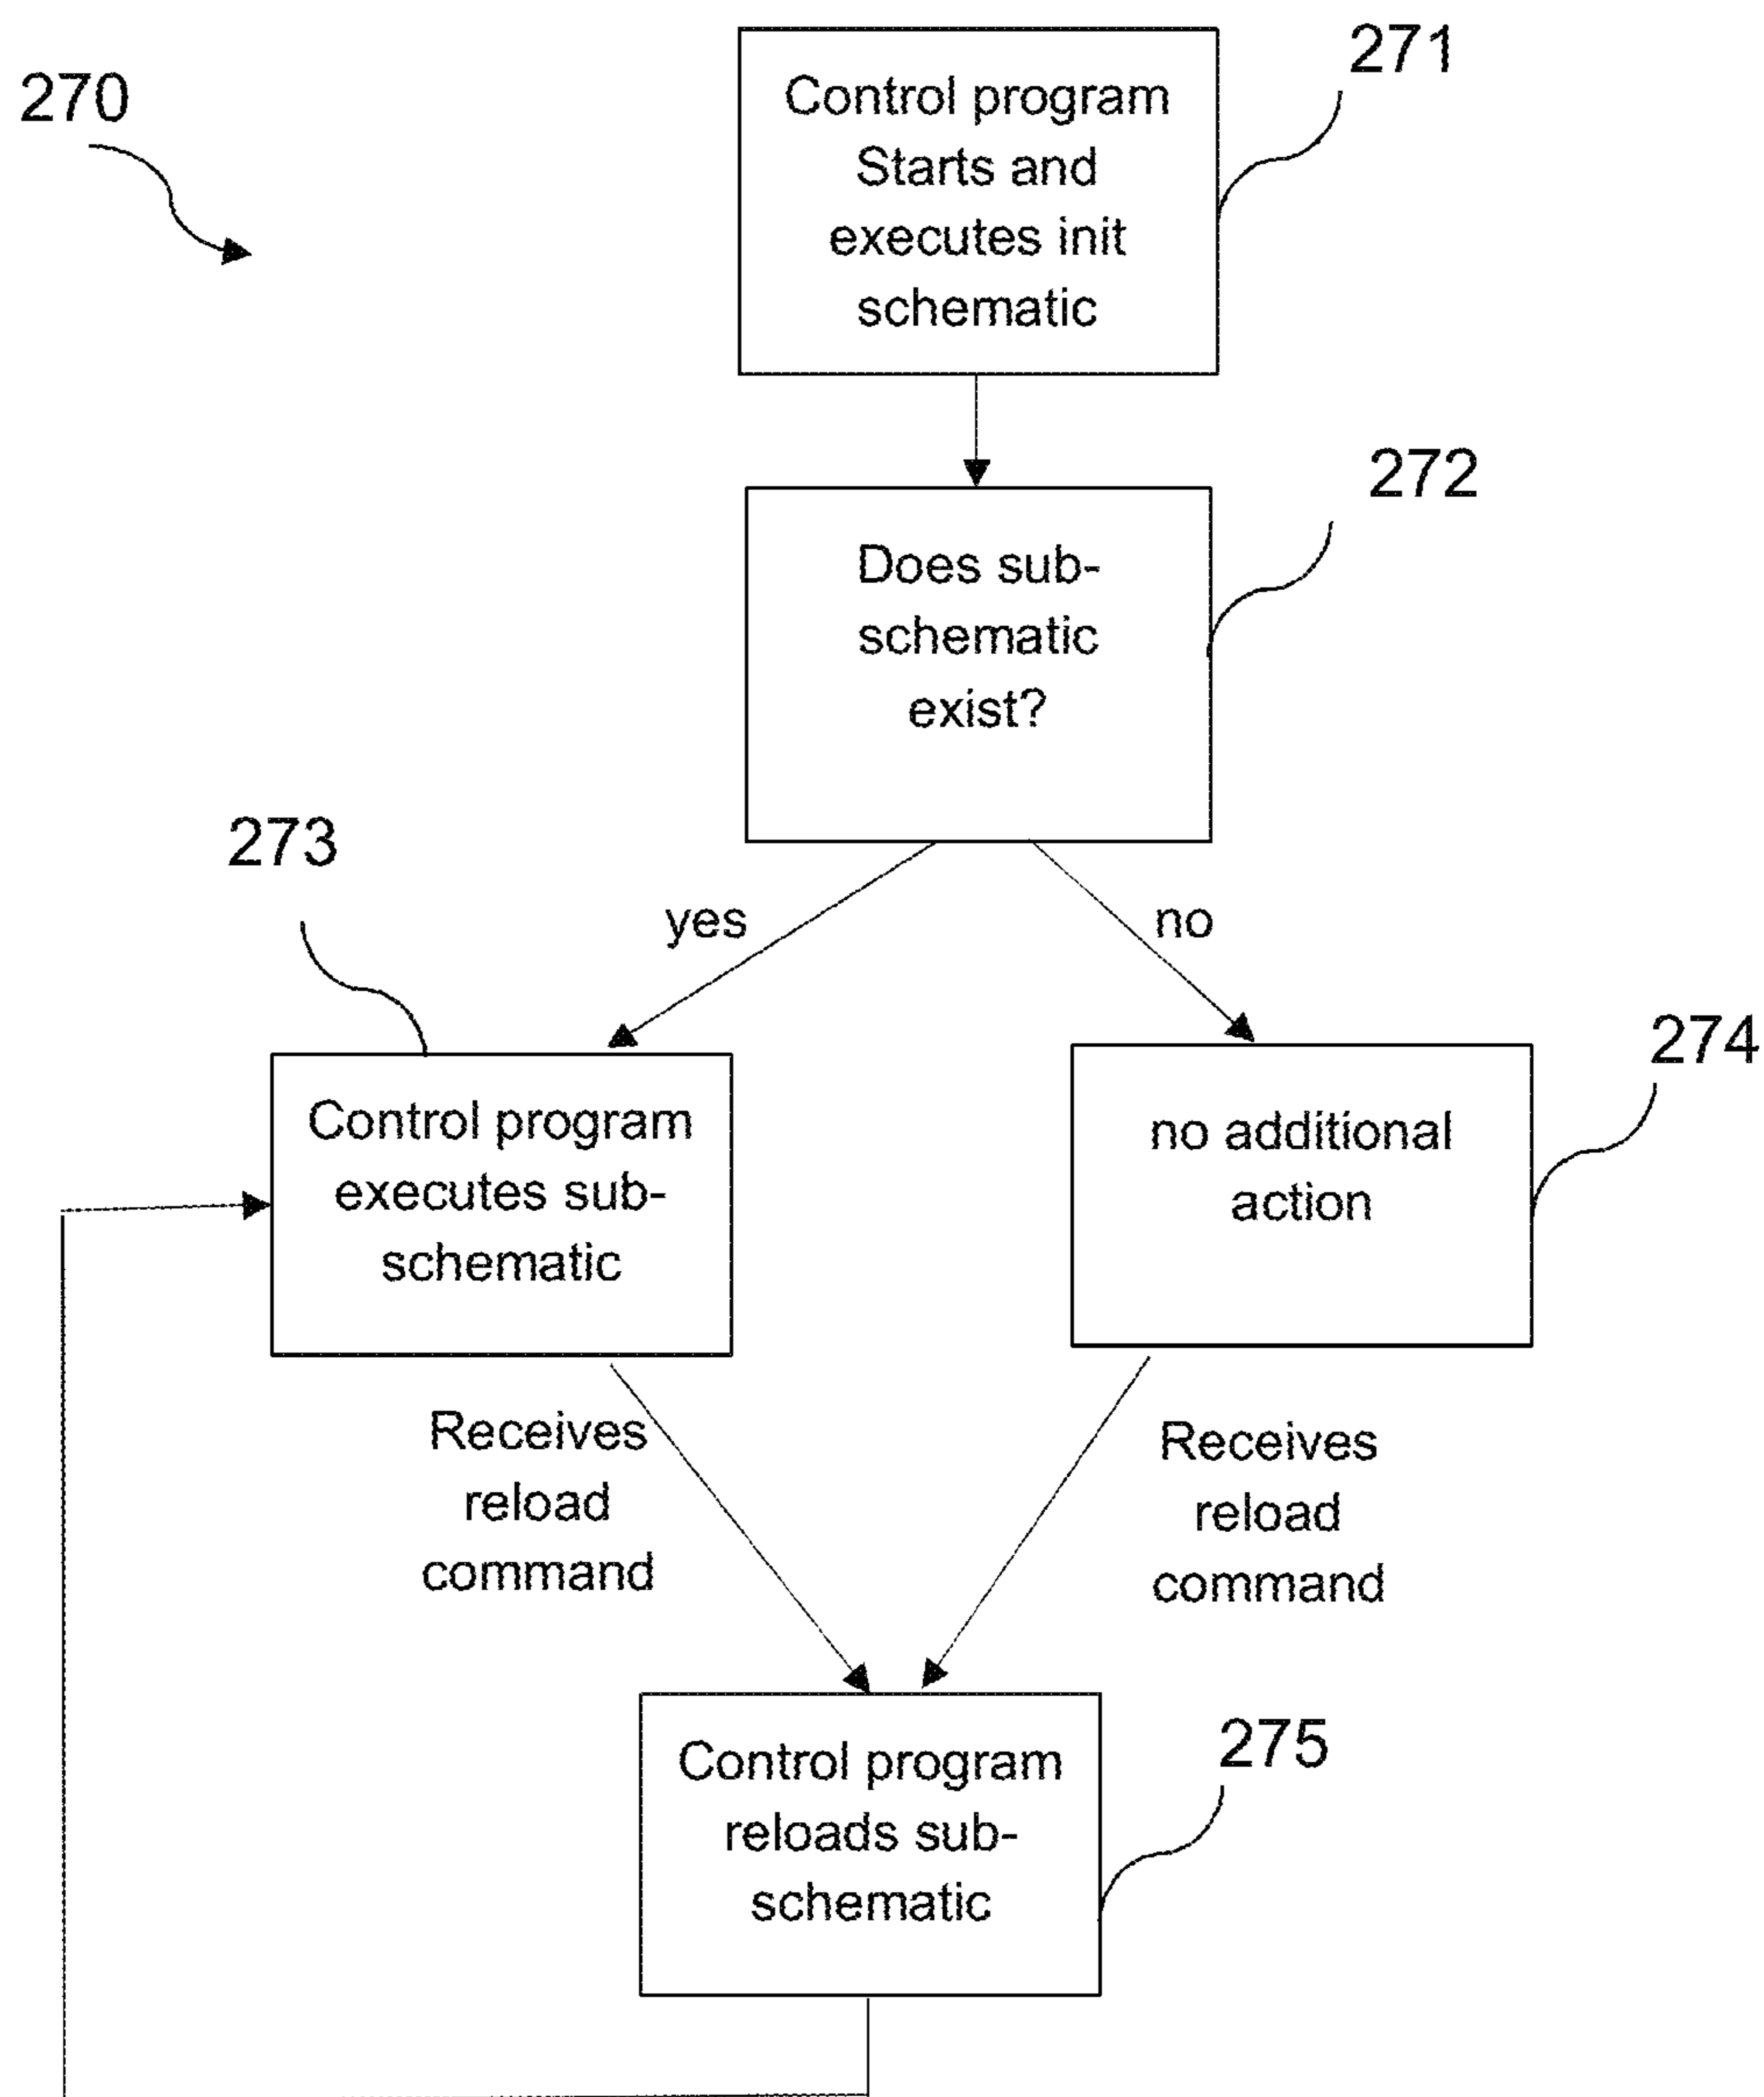 271
270
Control program
Starts and
executes init
schematic
272
Does sub-
schematic
exist?
273
yes
no
274
Control program
executes sub-
schematic
no additional
action
Receives
reload
command
Receives
reload
command
275
Control program
reloads sub-
schematic